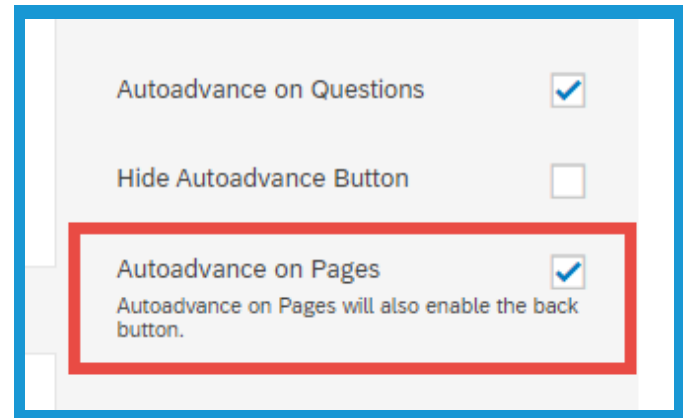 Autoadvance on Questions
Hide Autoadvance Button
Autoadvance on Pages
Autoadvance on Pages will also enable the back
button.